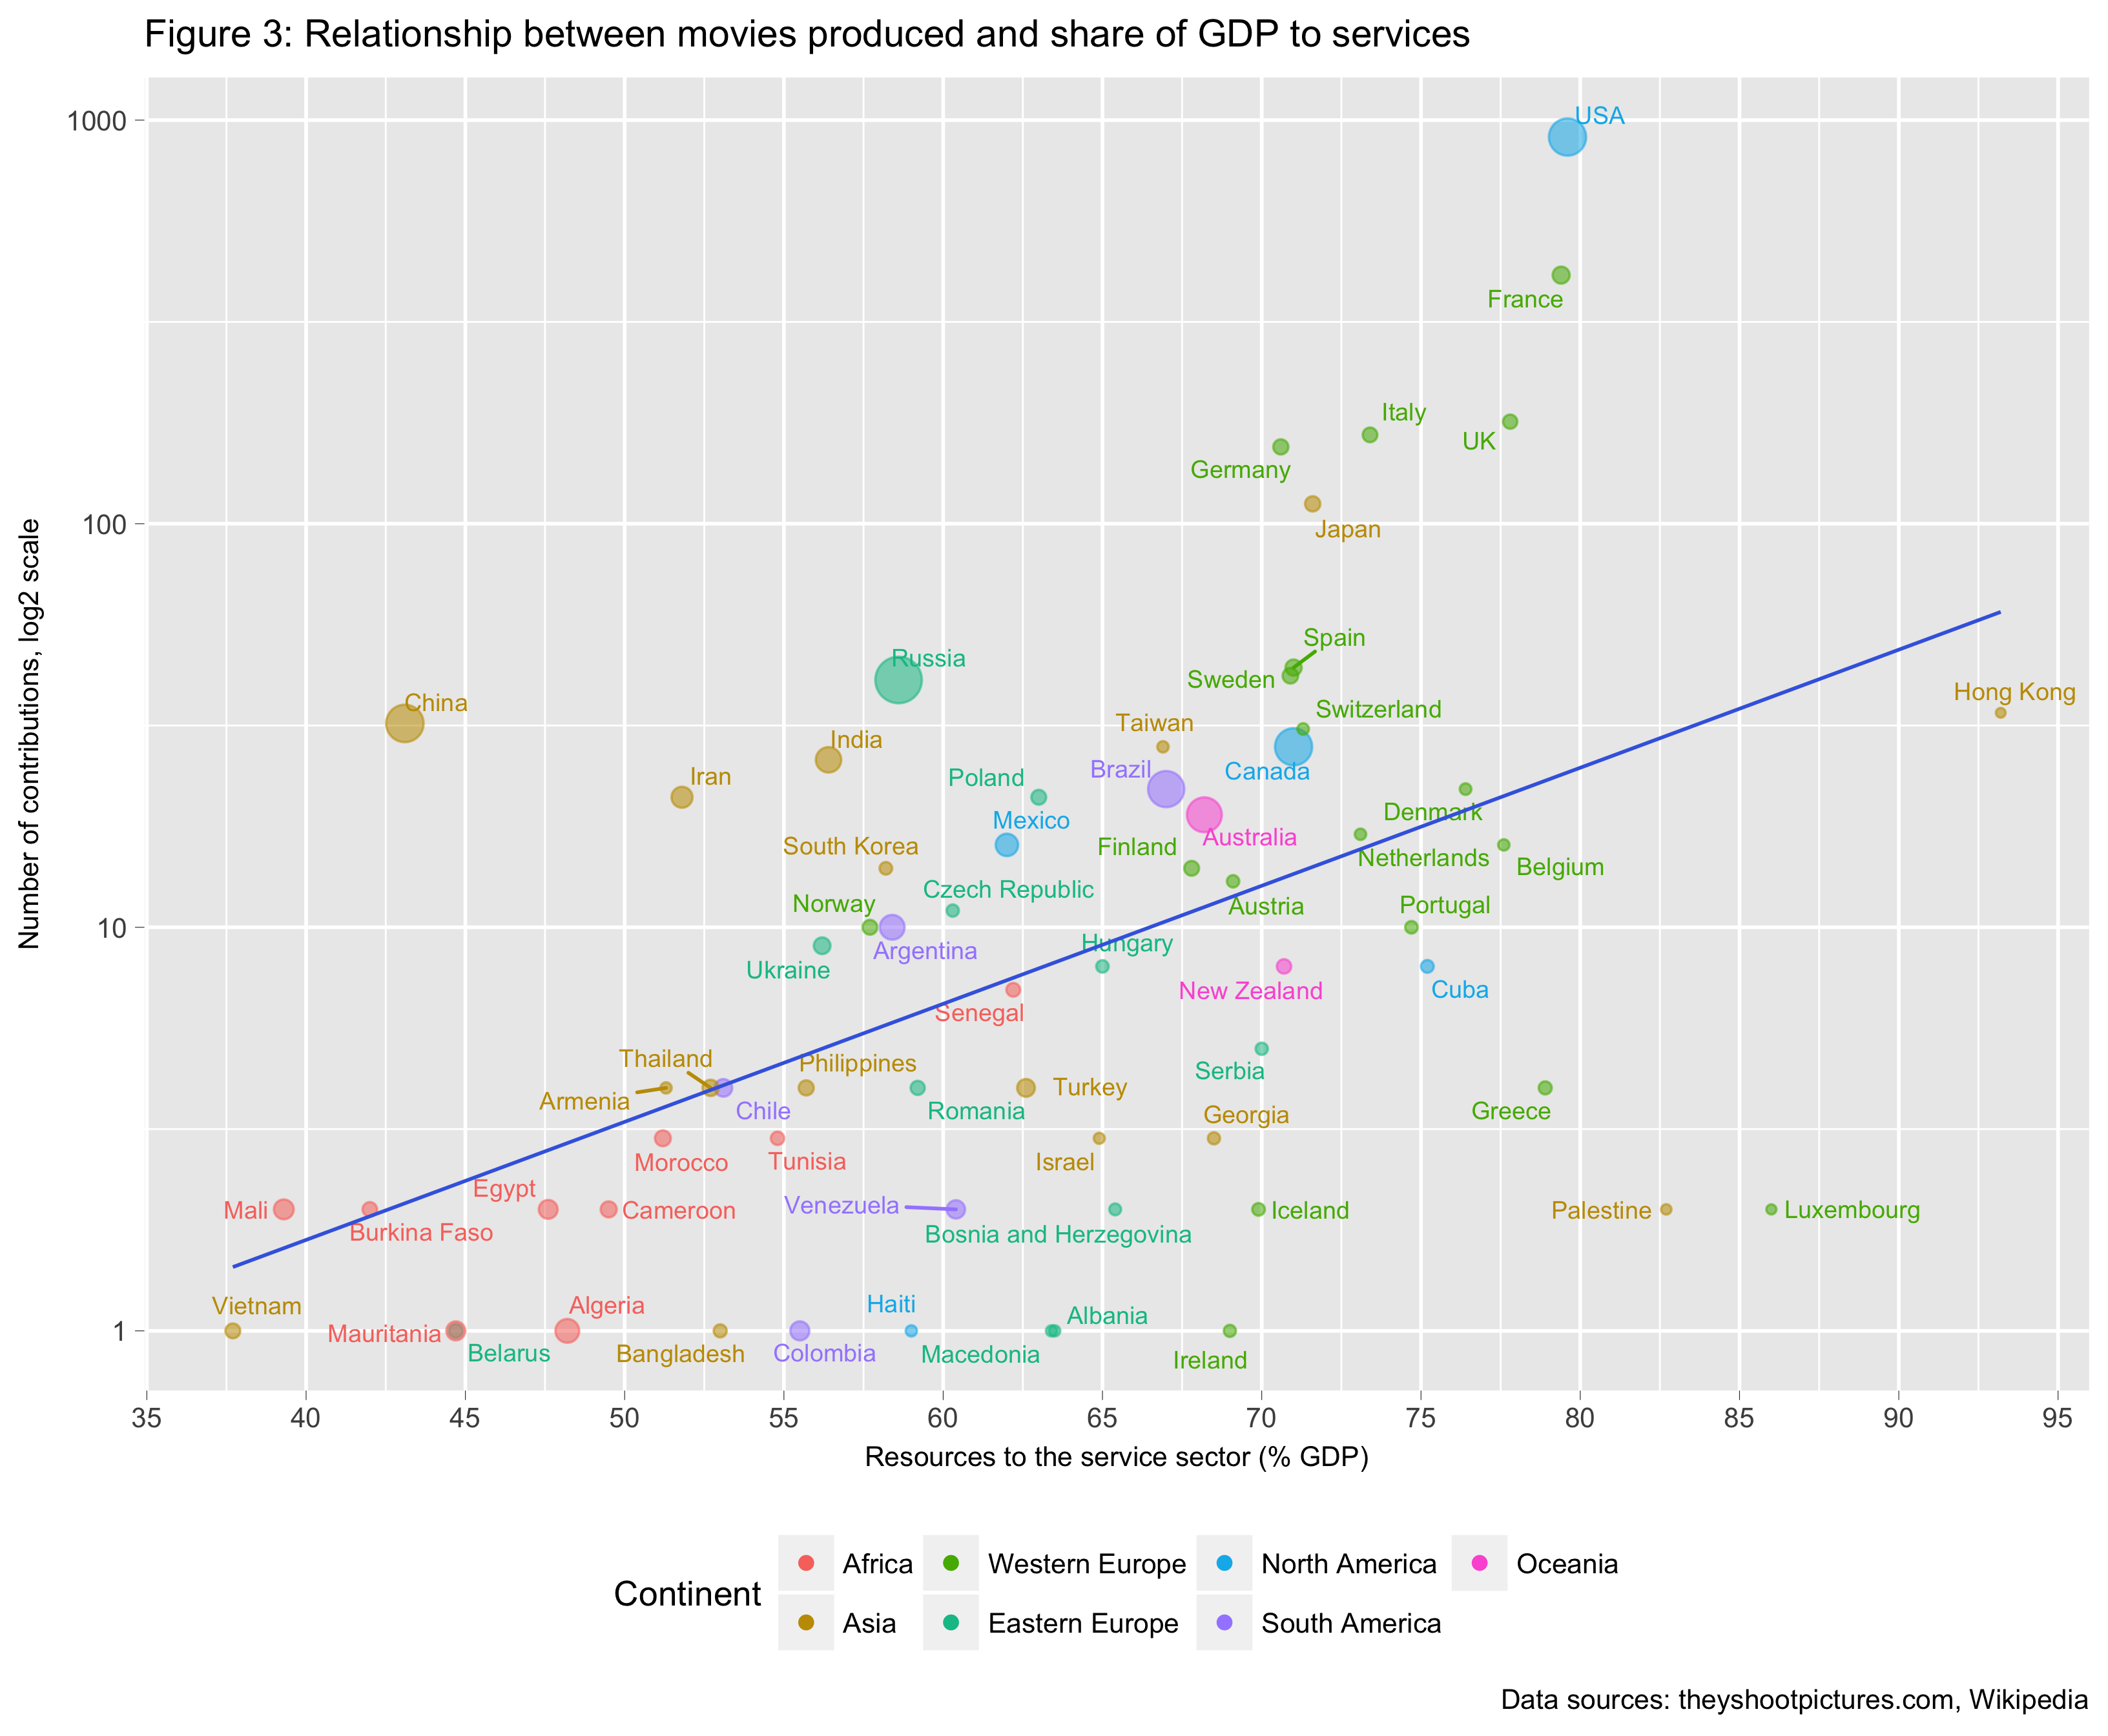 Figure 3: Relationship between movies produced and share of GDP to services
1000
USA
France
Italy
UK
Germany
100
Japan
Number of contributions, log2 scale
Spain
Russia
Sweden
Hong Kong
China
Switzerland
Taiwan
India
Brazil
Canada
Iran
Poland
Denmark
Mexico
Australia
South Korea
Finland
Netherlands
Belgium
Czech Republic
Norway
Austria
Portugal
10
Argentina
Hungary
Ukraine
New Zealand
Cuba
Senegal
Thailand
Philippines
Serbia
Armenia
Turkey
Chile
Romania
Georgia
Greece
Morocco
Tunisia
Israel
Egypt
Mali
Cameroon
Venezuela
Iceland
Palestine
Luxembourg
Burkina Faso
Bosnia and Herzegovina
Vietnam
Algeria
Haiti
Albania
1
Mauritania
Belarus
Bangladesh
Colombia
Macedonia
Ireland
35 40 45 50 55 60 65 70 75 80 85 90 95
Resources to the service sector (% GDP)
Continent
Africa Western Europe North America Oceania
Asia Eastern Europe South America
Data sources: theyshootpictures.com, Wikipedia